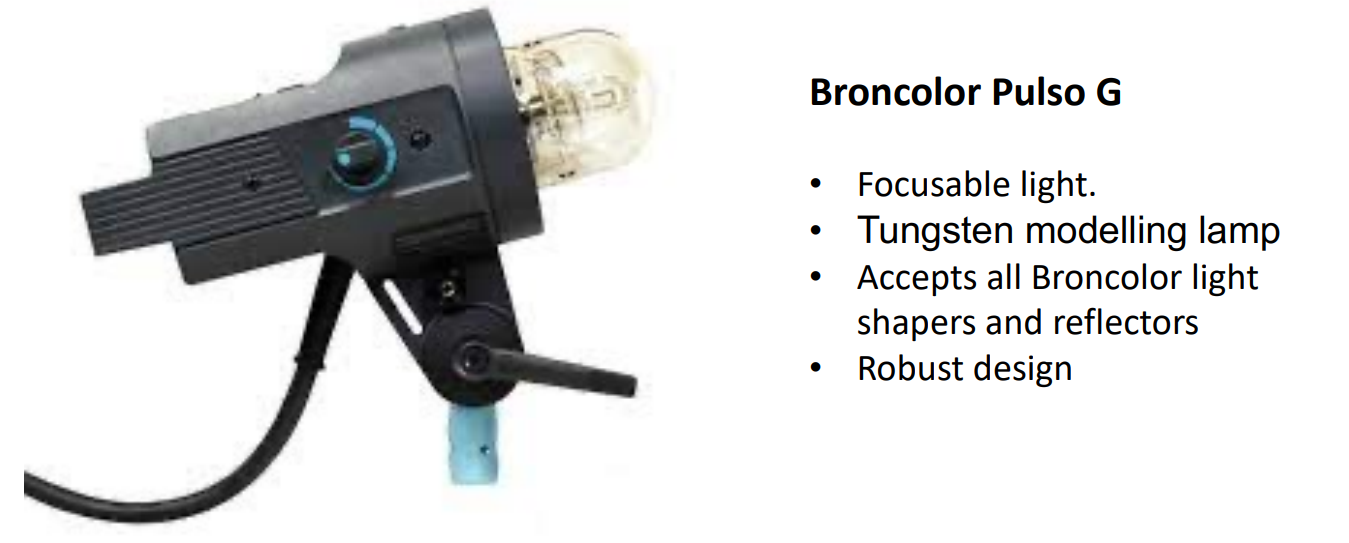 Broncolor Pulso G
• Focusable light.
• Tungsten modelling lamp
• Accepts all Broncolor light
shapers and reflectors
• Robust design